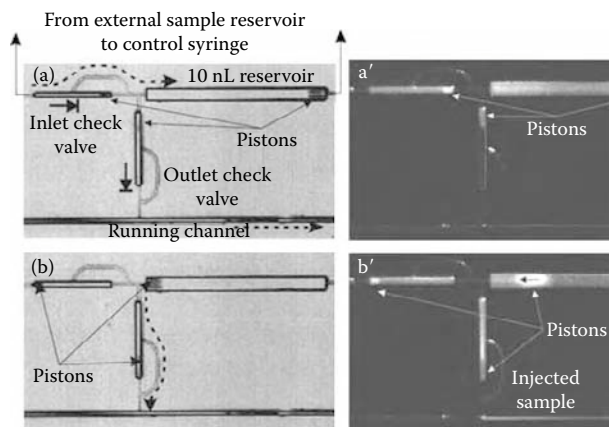 From external sample reservoir
to control syringe
(a)
10 nL reservoir
a′
Inlet check
valve
Pistons
Pistons
Outlet check
valve
Running channel
(b)
b′
Pistons
Pistons
Injected
sample